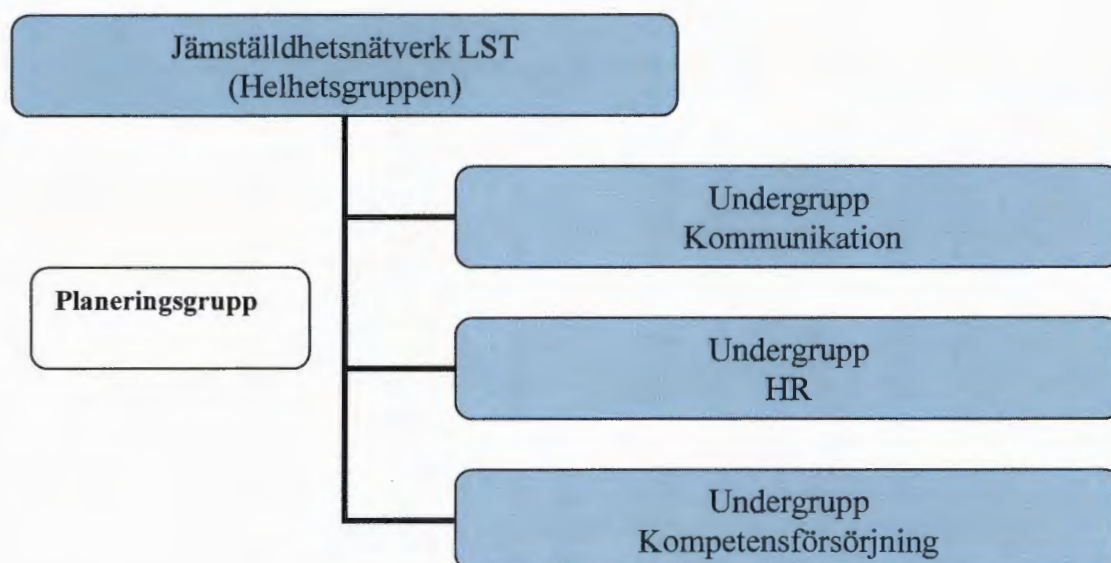 Jämställdhetsnätverk LST
(Helhetsgruppen)
Undergrupp
Kommunikation
Planeringsgrupp
Undergrupp
HR
Undergrupp
Kompetensförsörjning